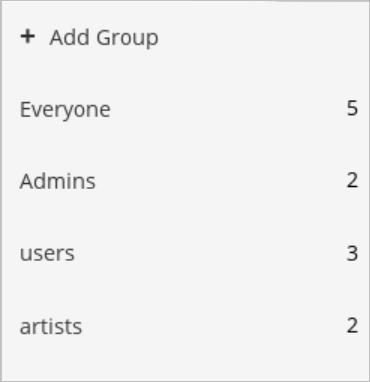 + Add Group
Everyone 5
Admins 2
users 3
artists 2